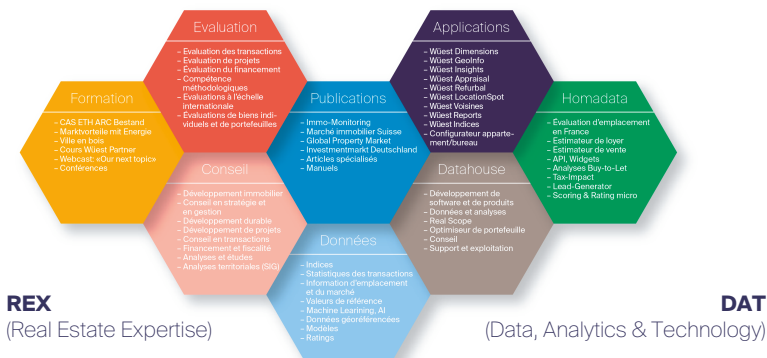 Evaluation
– Evaluation des transactions
– Evaluation de projets
– Évaluation du financement
– Compétence
méthodologiques
– Evaluations à l'échelle
internationale
– Évaluations de biens indi-
viduels et de portefeuilles
Applications
– Wüest Dimensions
– Wüest GeoInfo
– Wüest Insights
– Wüest Appraisal
– Wüest Refurbal
– Wüest LocationSpot
– Wüest Voisines
– Wüest Reports
– Wüest Indices
– Configurateur apparte-
ment/bureau
Formation
– CAS ETH ARC Bestand
– Marktvorteile mit Energie
– Ville en bois
– Cours Wüest Partner
– Webcast: «Our next topic»
– Conférences
Publications
– Immo-Monitoring
– Marché immobilier Suisse
– Global Property Market
– Investmentmarkt Deutschland
– Articles spécialisés
– Manuels
Homadata
– Évaluation d'emplacement
en France
– Estimateur de loyer
– Estimateur de vente
– API, Widgets
– Analyses Buy-to-Let
– Tax-Impact
– Lead-Generator
– Scoring & Rating micro
Conseil
– Développement immobilier
– Conseil en stratégie et
en gestion
– Développement durable
– Développement de projets
– Conseil en transactions
– Financement et fiscalité
– Analyses et études
– Analyses territoriales (SIG)
Datahouse
– Développement de
software et de produits
– Données et analyses
– Real Scope
– Optimiseur de portefeuille
– Conseil
– Support et exploitation
Données
– Indices
– Statistiques des transactions
– Information d'emplacement
et du marché
– Valeurs de référence
– Machine Learining, AI
– Données géoréférencées
– Modèles
– Ratings
REX
(Real Estate Expertise)
DAT
(Data, Analytics & Technology)